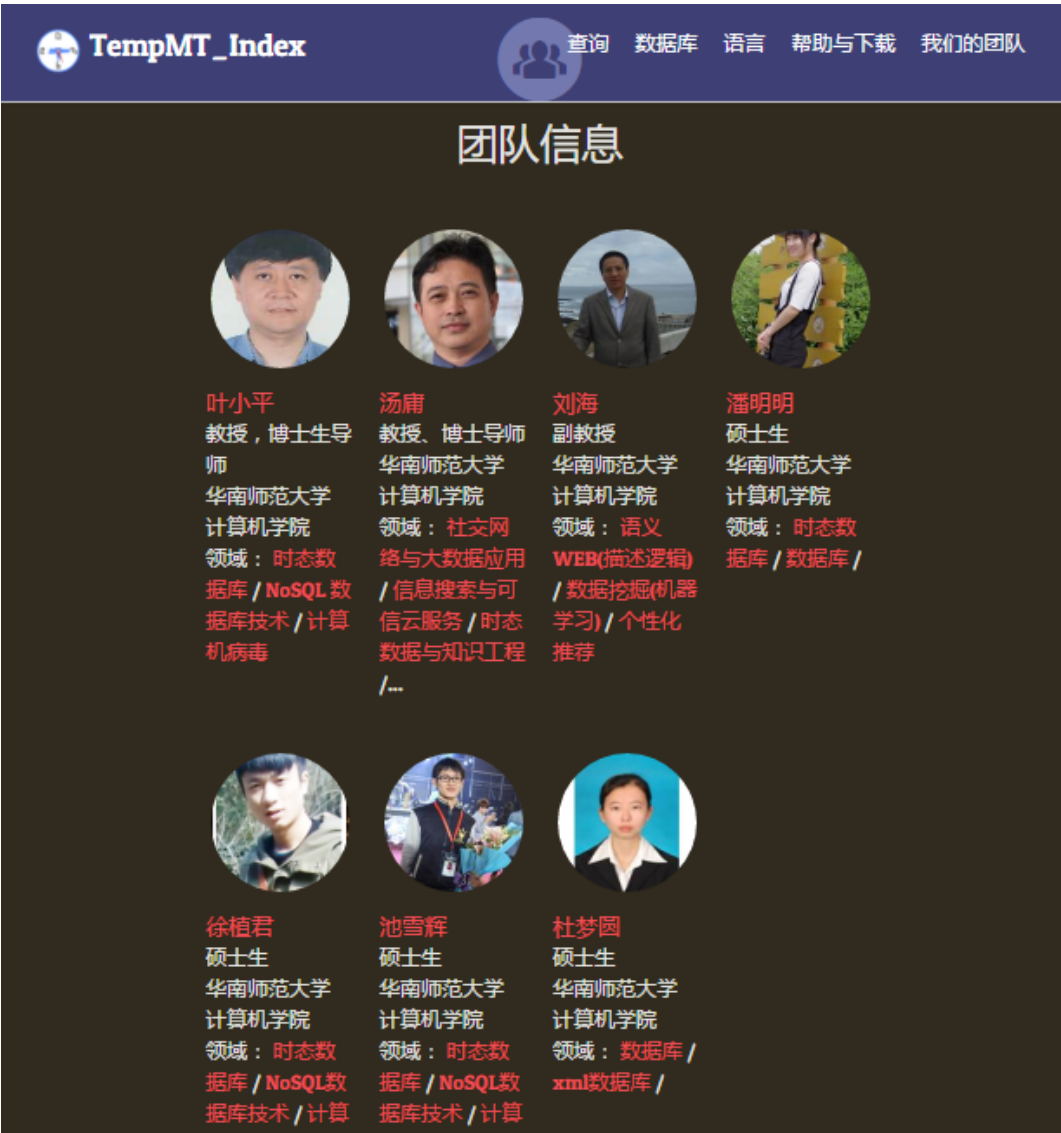 TempMT_Index
查询 数据库 语言 帮助与下载 我们的团队
团队信息
叶小平
教授，博士生导
师
华南师范大学
计算机学院
领域： 时态数
据库 / NoSQL 数
据库技术 / 计算
机病毒
汤庸
教授、博士导师
华南师范大学
计算机学院
领域： 社交网
络与大数据应用
/ 信息搜索与可
信云服务 / 时态
数据与知识工程
/...
刘海
副教授
华南师范大学
计算机学院
领域： 语义
WEB(描述逻辑)
/ 数据挖掘(机器
学习) / 个性化
推荐
潘明明
硕士生
华南师范大学
计算机学院
领域： 时态数
据库 / 数据库 /
徐植君
硕士生
华南师范大学
计算机学院
领域： 时态数
据库 / NoSQL数
据库技术 / 计算
池雪辉
硕士生
华南师范大学
计算机学院
领域： 时态数
据库 / NoSQL数
据库技术 / 计算
杜梦圆
硕士生
华南师范大学
计算机学院
领域： 数据库 /
xml数据库 /